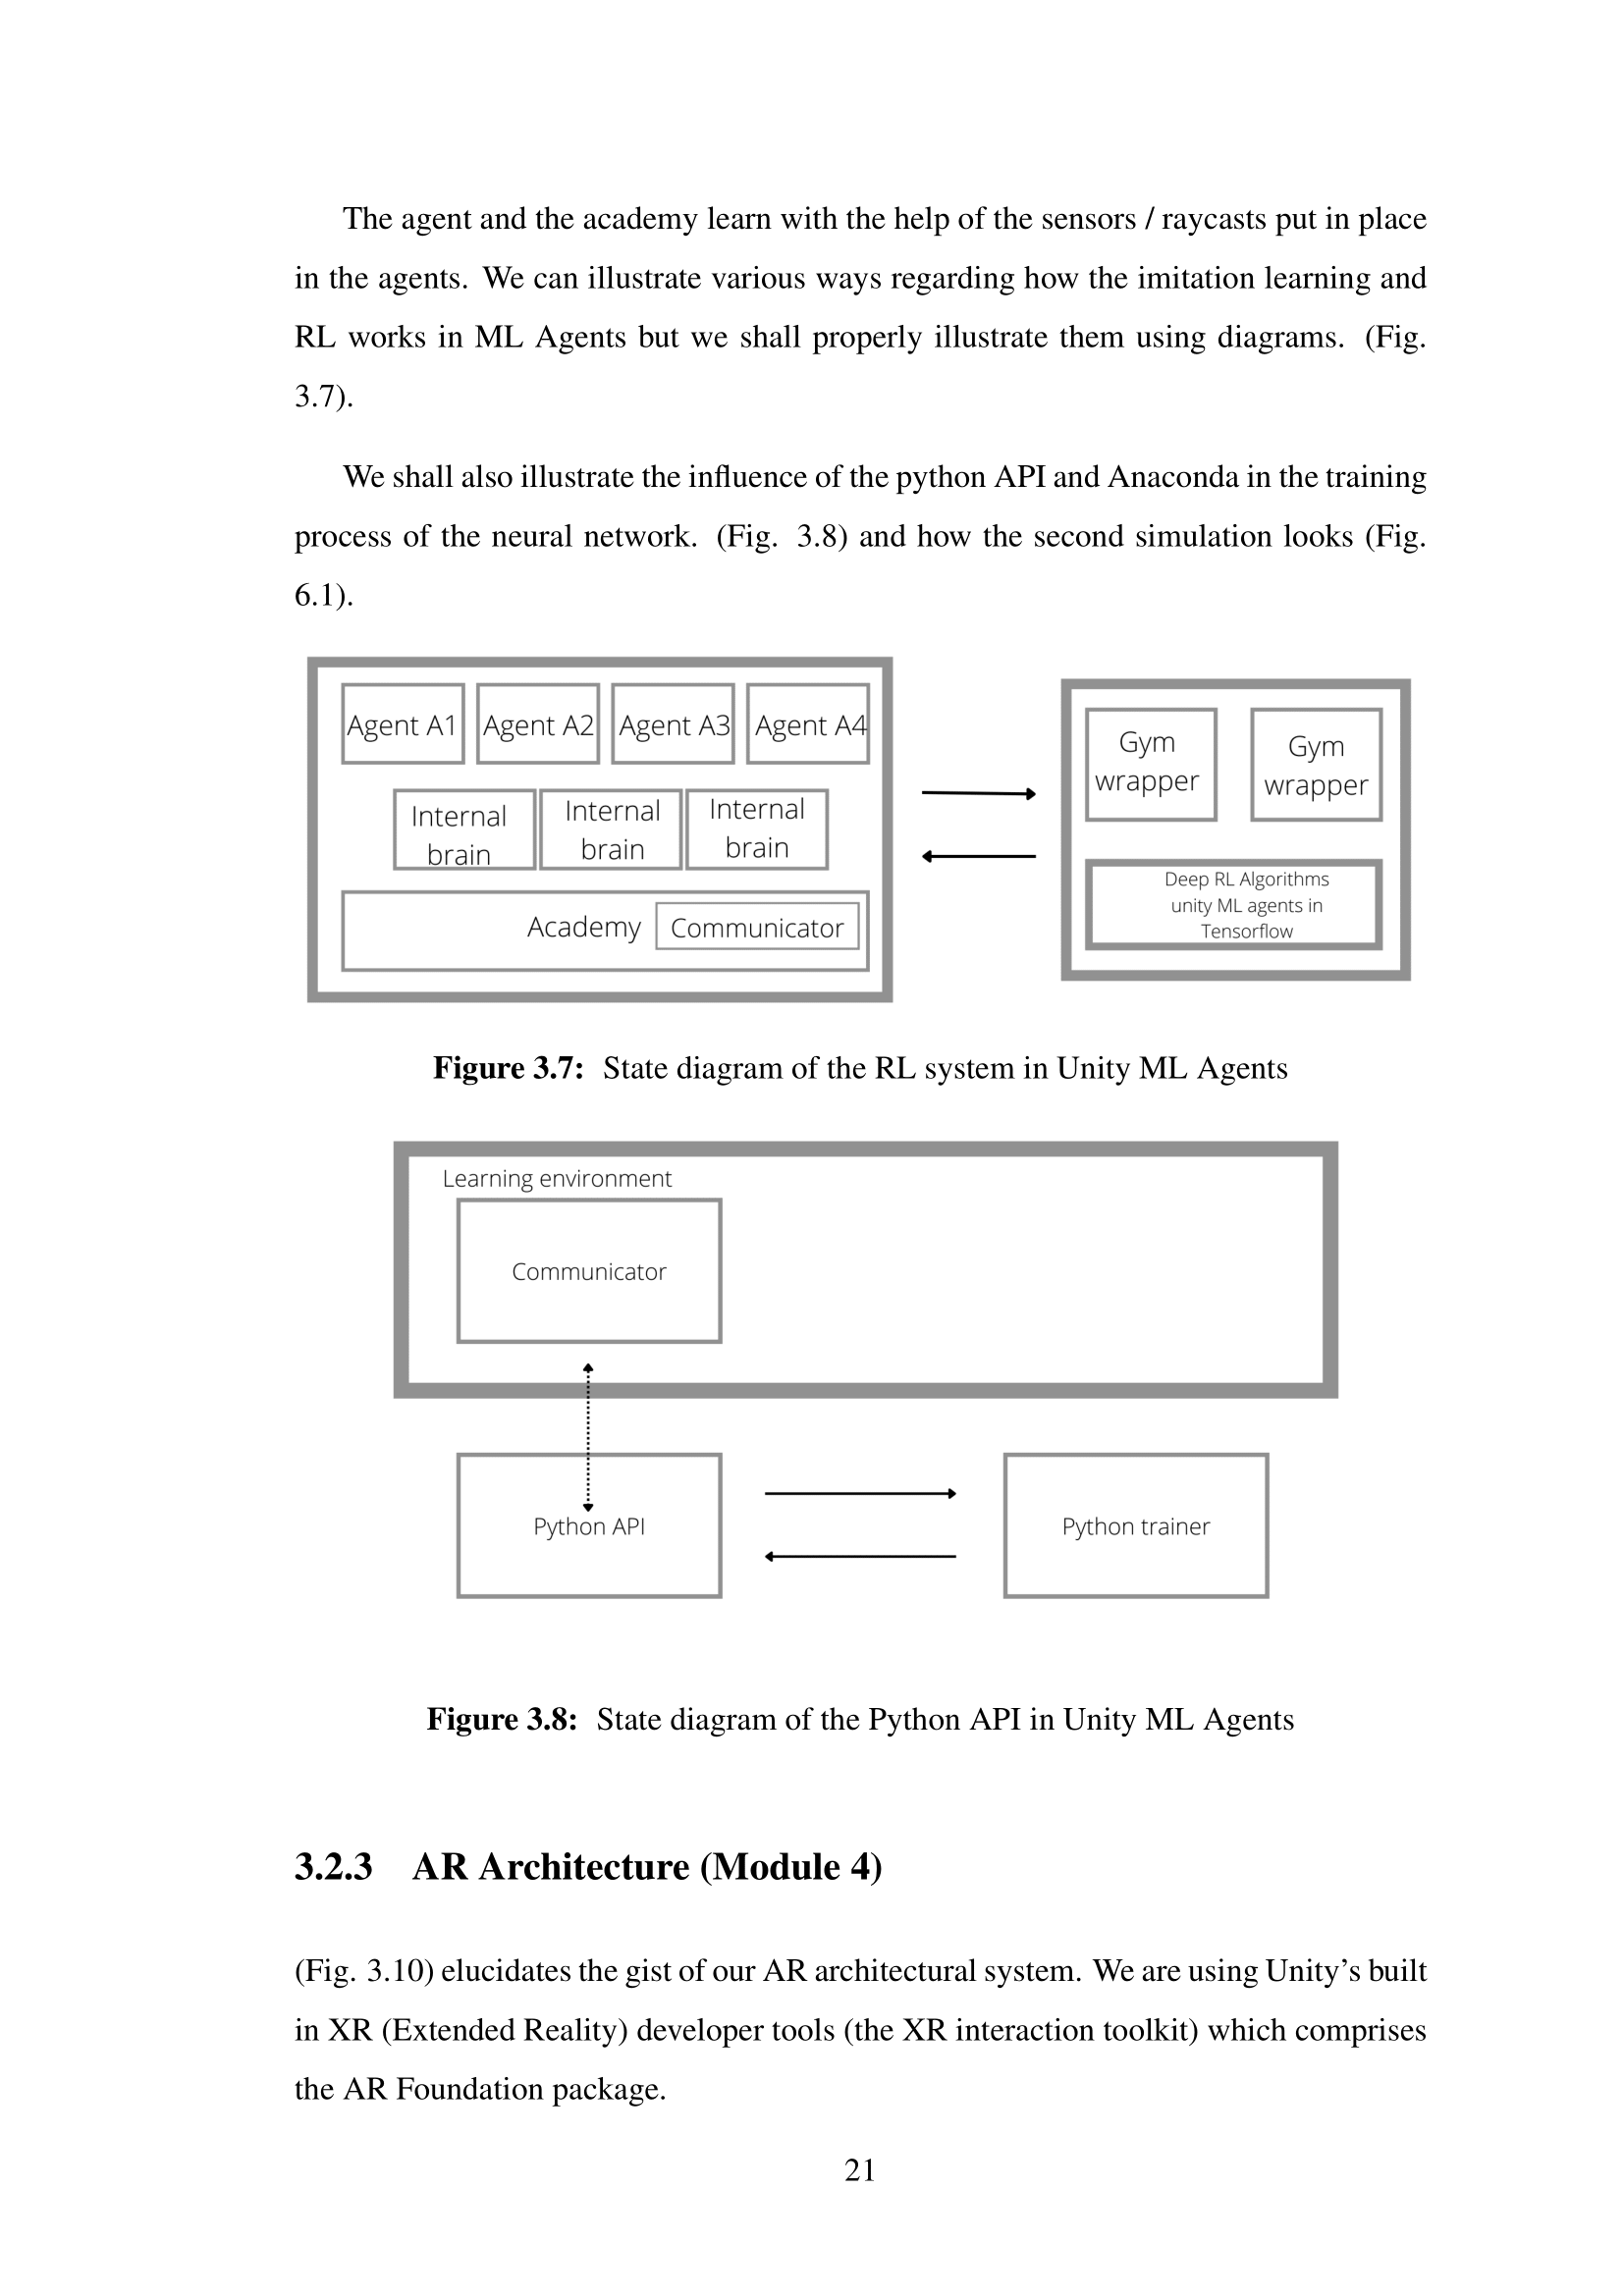 The agent and the academy learn with the help of the sensors / raycasts put in place
in the agents. We can illustrate various ways regarding how the imitation learning and
RL works in ML Agents but we shall properly illustrate them using diagrams. (Fig.
3.7).
We shall also illustrate the influence of the python API and Anaconda in the training
process of the neural network. (Fig. 3.8) and how the second simulation looks (Fig.
6.1).
Agent A1
Agent A2
Agent A3
Agent A4
Internal
brain
Internal
brain
Internal
brain
Academy
Communicator
Gym
wrapper
Gym
wrapper
Deep RL Algorithms
unity ML agents in
Tensorflow
Figure 3.7: State diagram of the RL system in Unity ML Agents
Learning environment
Communicator
Python API
Python trainer
Figure 3.8: State diagram of the Python API in Unity ML Agents
3.2.3 AR Architecture (Module 4)
(Fig. 3.10) elucidates the gist of our AR architectural system. We are using Unity's built
in XR (Extended Reality) developer tools (the XR interaction toolkit) which comprises
the AR Foundation package.
21